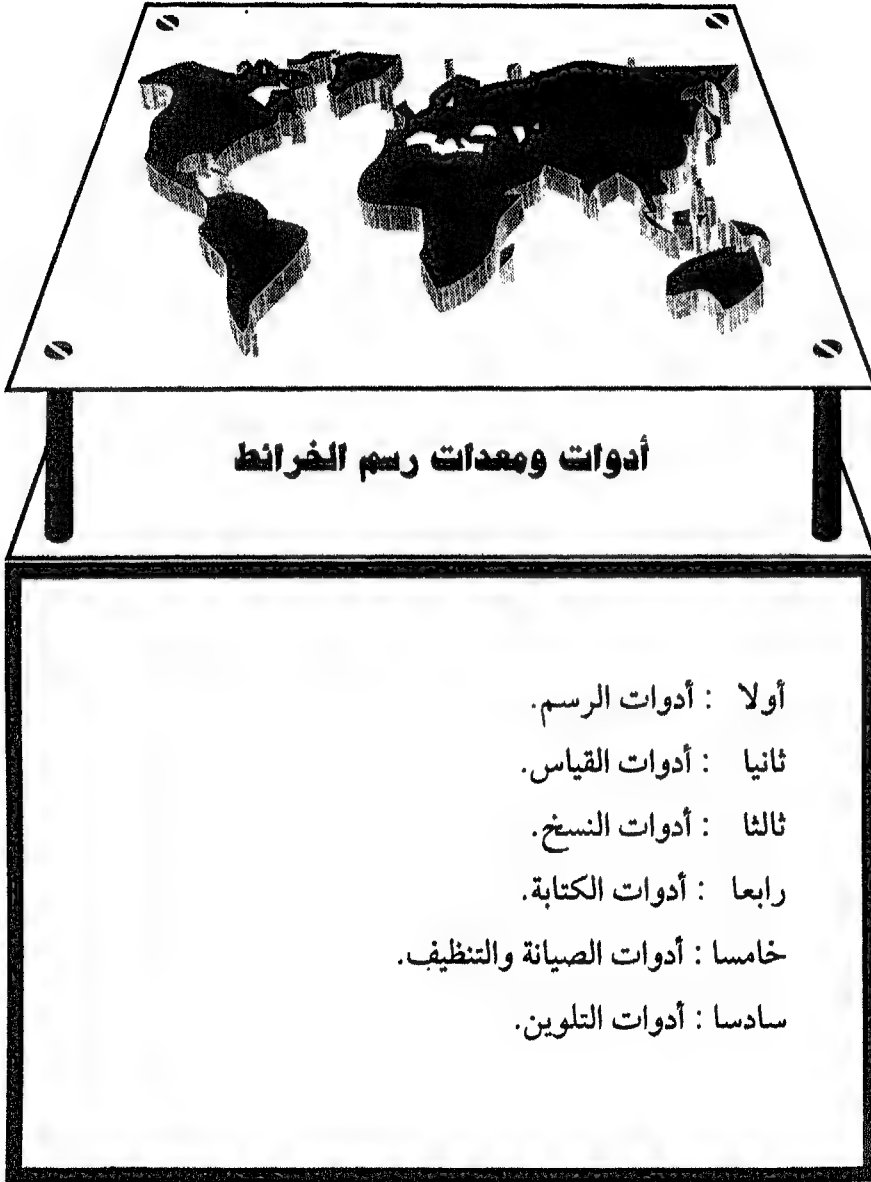 أدوات ومعدات رسم الخرائط
أولا : أدوات الرسم.
ثانيا : أدوات القياس.
ثالثا : أدوات النسخ.
رابعا : أدوات الكتابة.
خامسا : أدوات الصيانة والتنظيف.
سادسا : أدوات التلوين.